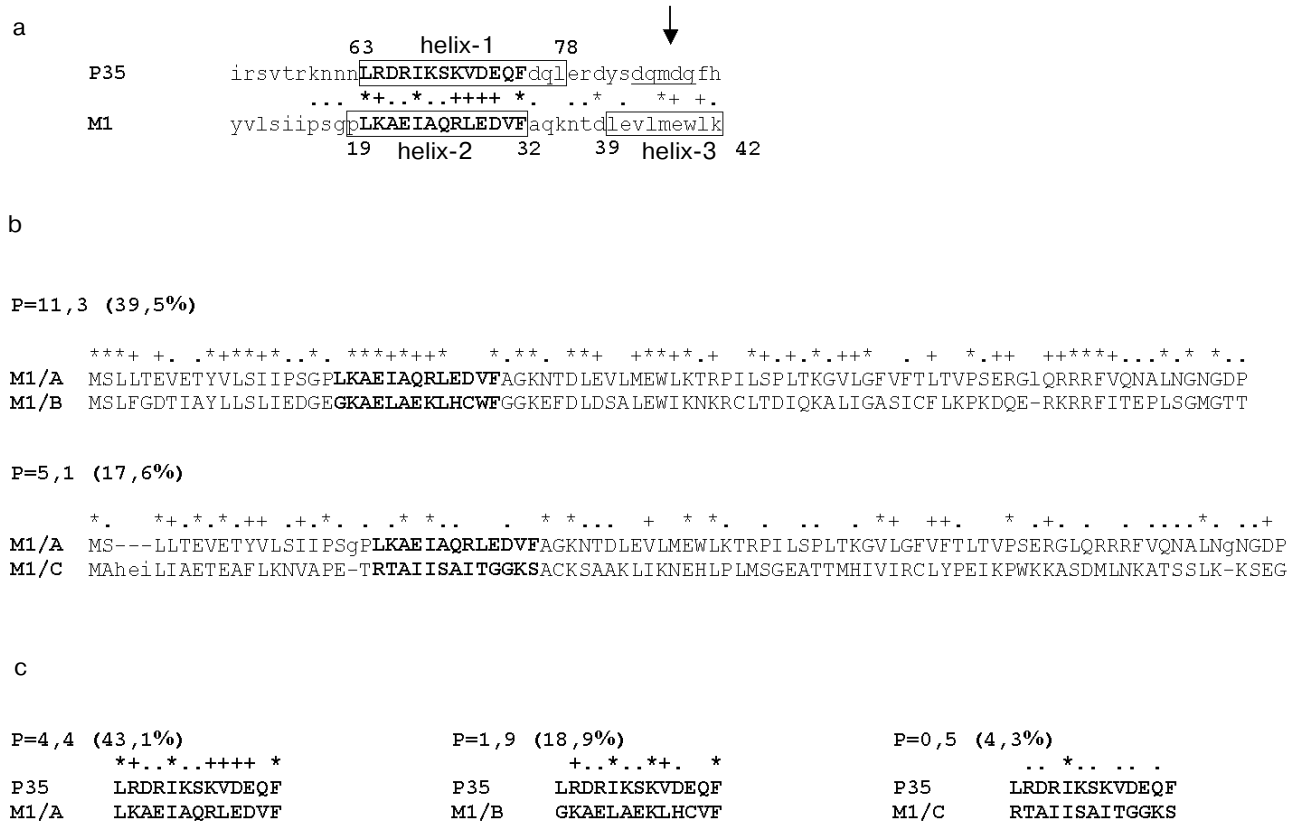 a
63 helix-1 78
P35 irsvtrknnnLRDRIKSKVDEQFdqlerdysdqmdqfh
... *+..*..++++ *. ..* . *+ +.
M1 yvlsiipsgpLKAEIAQRLEDVFaqkntdlevlmewlk
19 helix-2 32 39 helix-3 42
b
P=11,3 (39,5%)
***+ +. .*+**+*..*. ***+*++* *.**. **+ +**+*.+ +.*.*++. . + . *++ ++***+...*.* *..
M1/A MSLLTEVETYVLSIIPSGPLKAEIAQRLEDVFAGKNTDLEVLMEWLKTRPILSPLTKGVLGFVFTLTVPSERGlQRRRFVQNALNGNGDP
M1/B MSLFGDTIAYLLSLIEDGEGKAELAEKLHCWFGGKEFDLDSALEWIKNKRCLTDIQKALIGASICFLKPKDQE-RKRRFITEPLSGMGTT
P=5,1 (17,6%)
*. *+.*.*.++ .+.*. . ..* *.. . * *... + * *. . .. . *+ ++. *. . . ....* ..+
M1/A MS---LLTEVETYVLSIIPSgPLKAEIAQRLEDVFAGKNTDLEVLMEWLKTRPILSPLTKGVLGFVFTLTVPSERGLQRRRFVQNALNgNGDP
M1/C MAheiLIAETEAFLKNVAPE-TRTAIISAITGGKSACKSAAKLIKNEHLPLMSGEATTMHIVIRCLYPEIKPWKKASDMLNKATSSLK-KSEG
c
P=4,4 (43,1%) P=1,9 (18,9%) P=0,5 (4,3%)
*+..*..++++ * +..*..*+. * .. *.. .. .
P35 LRDRIKSKVDEQF P35 LRDRIKSKVDEQF P35 LRDRIKSKVDEQF
M1/A LKAEIAQRLEDVF M1/B GKAELAEKLHCVF M1/C RTAIISAITGGKS